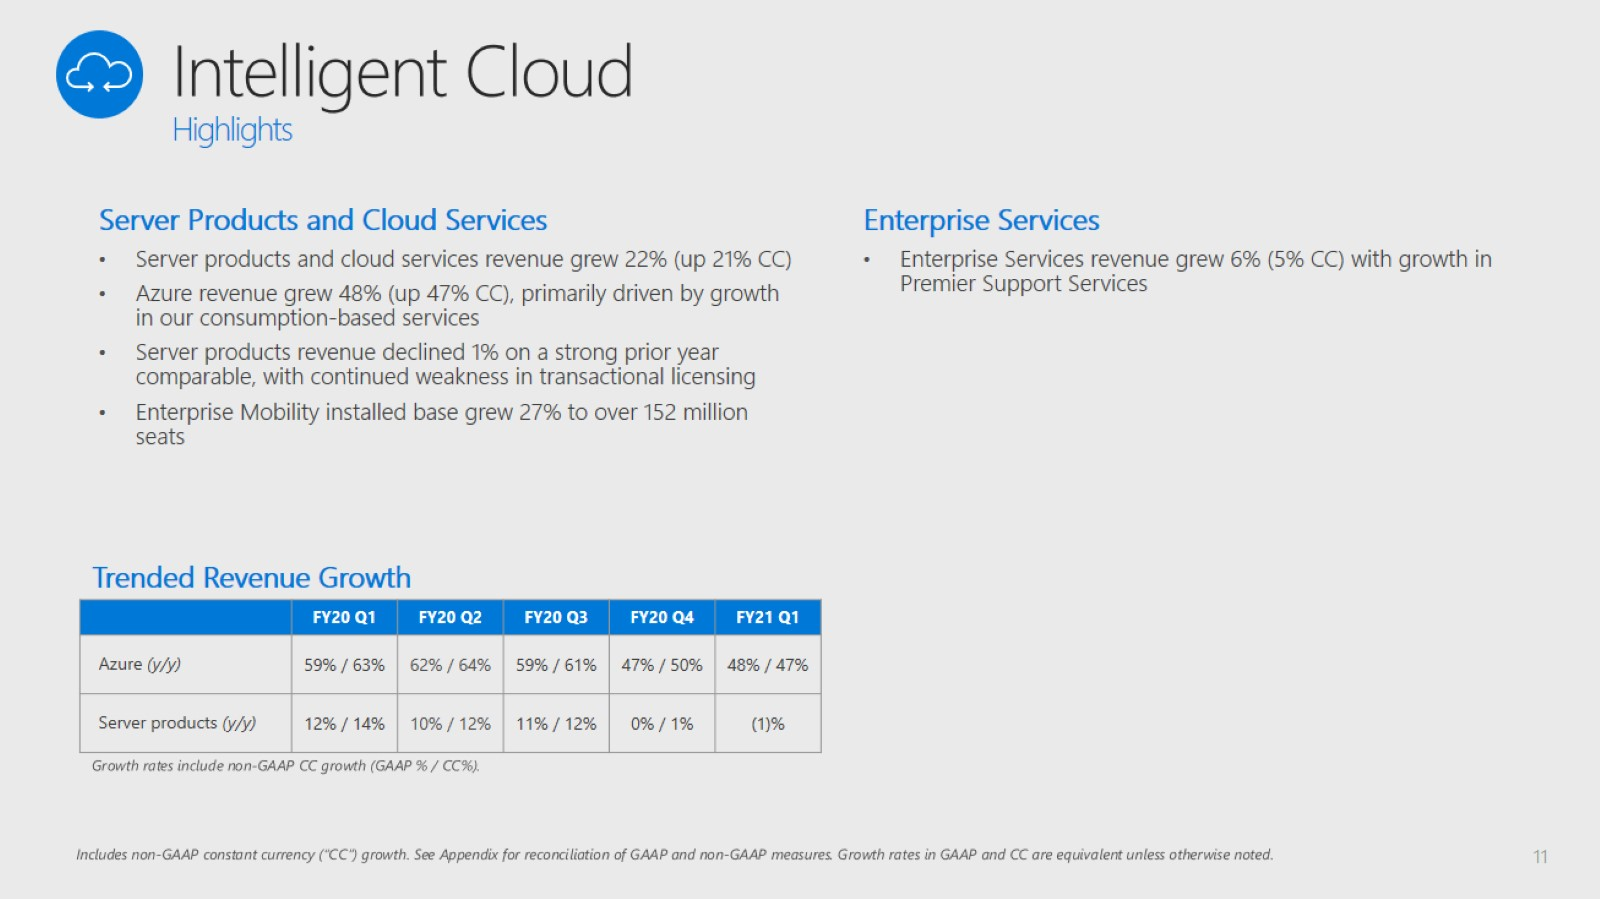 Intelligent Cloud
Highlights
Server Products and Cloud Services
• Server products and cloud services revenue grew 22% (up 21% CC)
• Azure revenue grew 48% (up 47% CC), primarily driven by growth
in our consumption-based services
• Server products revenue declined 1% on a strong prior year
comparable, with continued weakness in transactional licensing
• Enterprise Mobility installed base grew 27% to over 152 million
seats
Enterprise Services
• Enterprise Services revenue grew 6% (5% CC) with growth in
Premier Support Services
Trended Revenue Growth
FY20 Q1 FY20 Q2 FY20 Q3 FY20 Q4 FY21 Q1
Azure (y/y) 59% / 63% 62% / 64% 59% / 61% 47% / 50% 48% / 47%
Server products (y/y) 12% / 14% 10% / 12% 11% / 12% 0% / 1% (1)%
Growth rates include non-GAAP CC growth (GAAP % / CC%).
Includes non-GAAP constant currency ("CC") growth. See Appendix for reconciliation of GAAP and non-GAAP measures. Growth rates in GAAP and CC are equivalent unless otherwise noted.
11